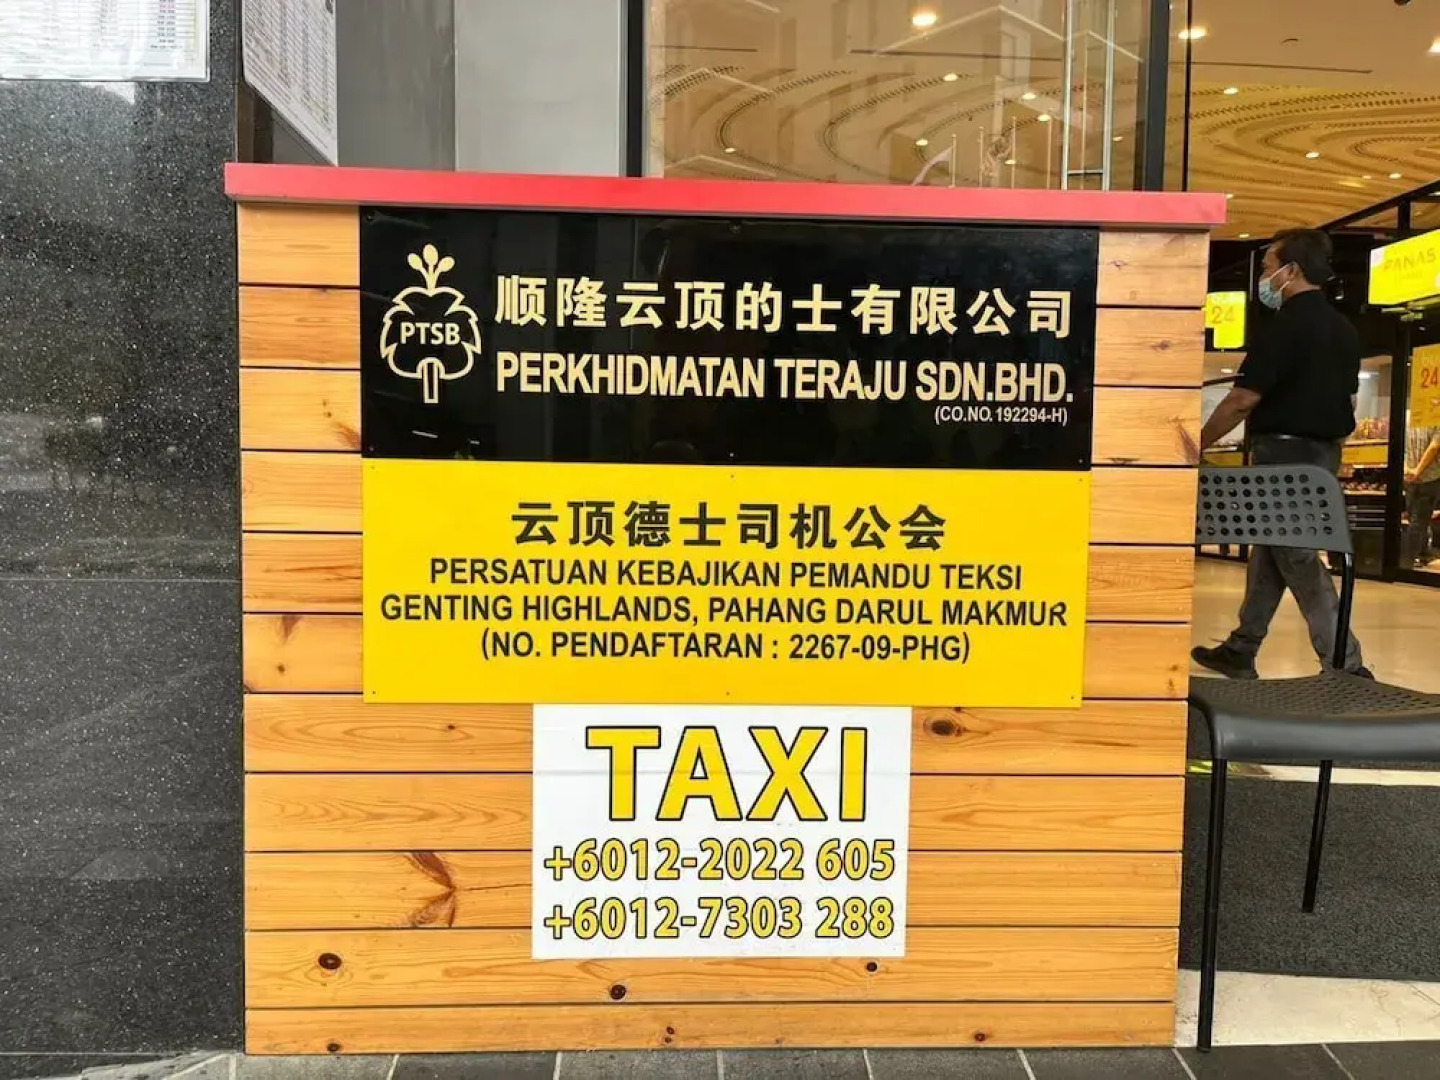 PTSB
顺隆云顶的士有限公司
PERKHIDMATAN TERAJU SDN.BHD.
(CO.NO.192294-H)
云顶德士司机公会
PERSATUAN KEBAJIKAN PEMANDU TEKSI
GENTING HIGHLANDS, PAHANG DARUL MAKMUR
(NO. PENDAFTARAN : 2267-09-PHG)
TAXI
+6012-2022 605
+6012-7303 288
24
24